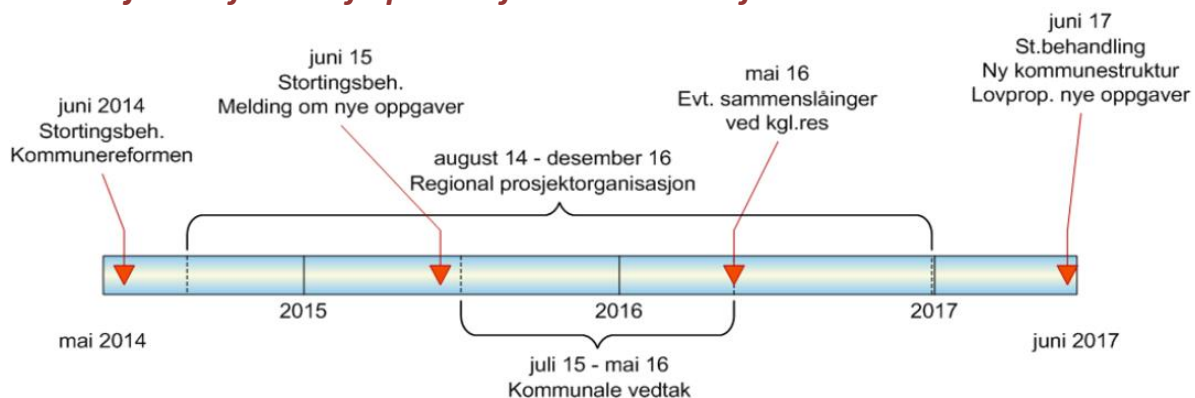 juni 2014
Stortingsbeh.
Kommunereformen
juni 15
Stortingsbeh.
Melding om nye oppgaver
august 14 - desember 16
Regional prosjektorganisasjon
mai 16
Evt. sammenslåinger
ved kgl.res
juni 17
St.behandling
Ny kommunestruktur
Lovprop. nye oppgaver
2015
2016
2017
mai 2014
juni 2017
juli 15 - mai 16
Kommunale vedtak